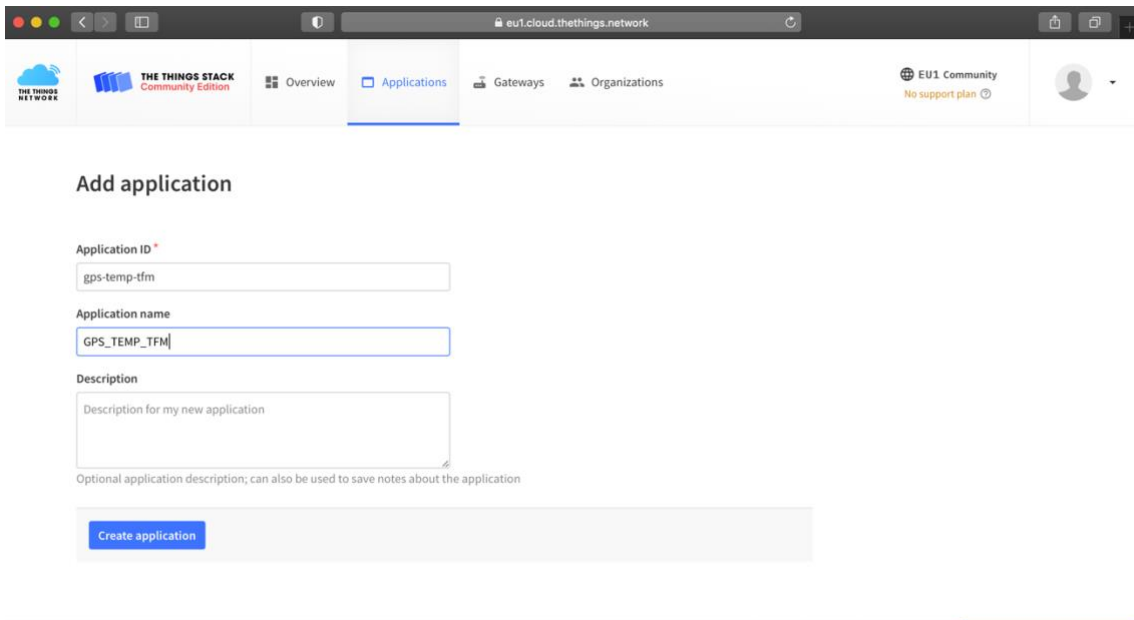 eu1.cloud.thethings.network
THE THINGS
NETWORK
THE THINGS STACK
Community Edition
Overview
Applications
Gateways
Organizations
EU1 Community
No support plan
Add application
Application ID *
gps-temp-tfm
Application name
GPS_TEMP_TFM
Description
Description for my new application
Optional application description; can also be used to save notes about the application
Create application